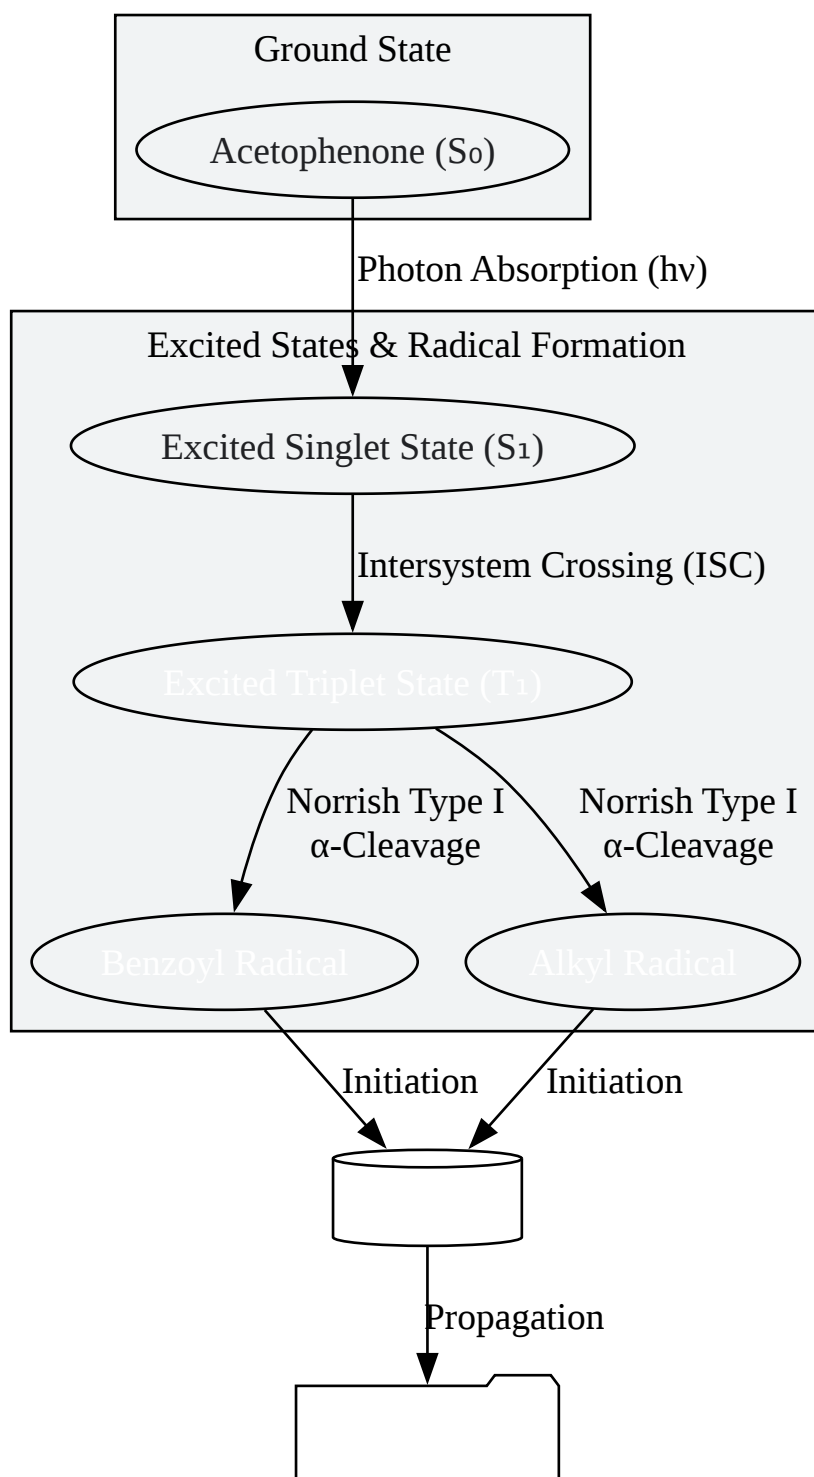 Ground State
Acetophenone (S₀)
Photon Absorption (hν)
Excited States & Radical Formation
Excited Singlet State (S₁)
Intersystem Crossing (ISC)
Excited Triplet State (T₁)
Norrish Type I
α-Cleavage
Norrish Type I
α-Cleavage
Benzoyl Radical
Alkyl Radical
Initiation
Initiation
Propagation